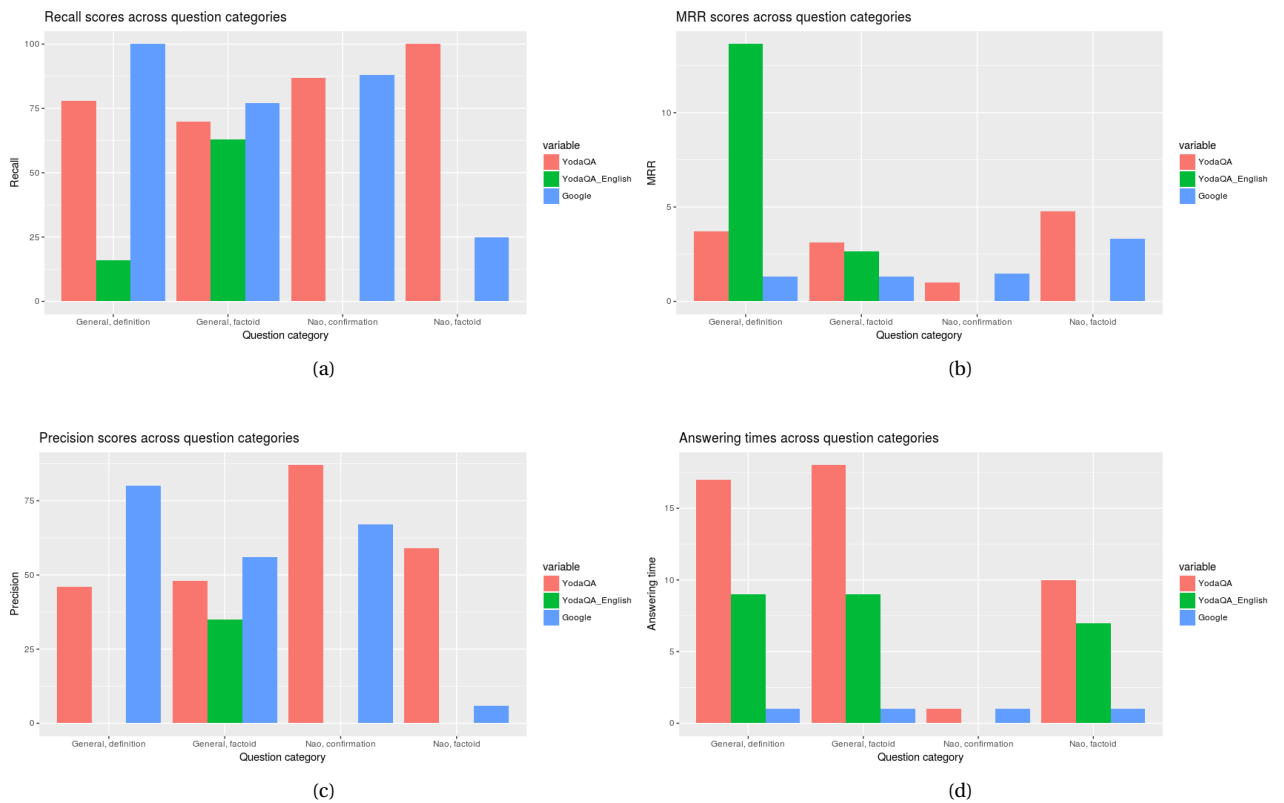 Recall scores across question categories
100
75
50
25
0
Recall
General, definition
General, factoid
Nao, confirmation
Nao, factoid
Question category
variable
YodaQA
YodaQA_English
Google
(a)
MRR scores across question categories
10
5
0
MRR
General, definition
General, factoid
Nao, confirmation
Nao, factoid
Question category
variable
YodaQA
YodaQA_English
Google
(b)
Precision scores across question categories
75
50
25
0
Precision
General, definition
General, factoid
Nao, confirmation
Nao, factoid
Question category
variable
YodaQA
YodaQA_English
Google
(c)
Answering times across question categories
15
10
5
0
Answering time
General, definition
General, factoid
Nao, confirmation
Nao, factoid
Question category
variable
YodaQA
YodaQA_English
Google
(d)